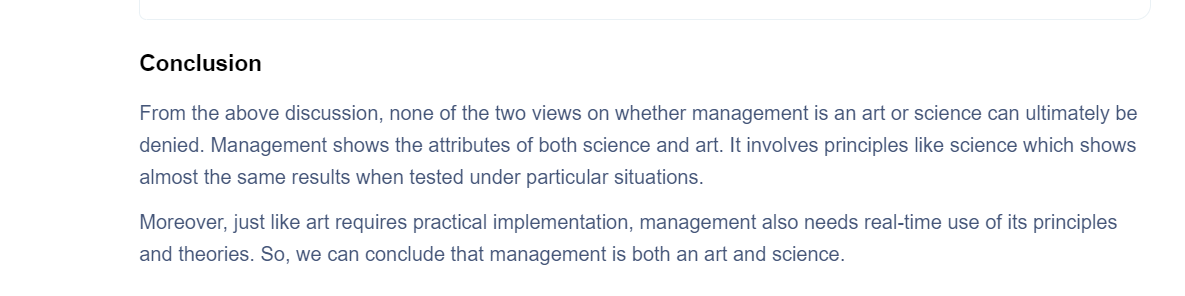 Conclusion
From the above discussion, none of the two views on whether management is an art or science can ultimately be
denied. Management shows the attributes of both science and art. It involves principles like science which shows
almost the same results when tested under particular situations.
Moreover, just like art requires practical implementation, management also needs real-time use of its principles
and theories. So, we can conclude that management is both an art and science.